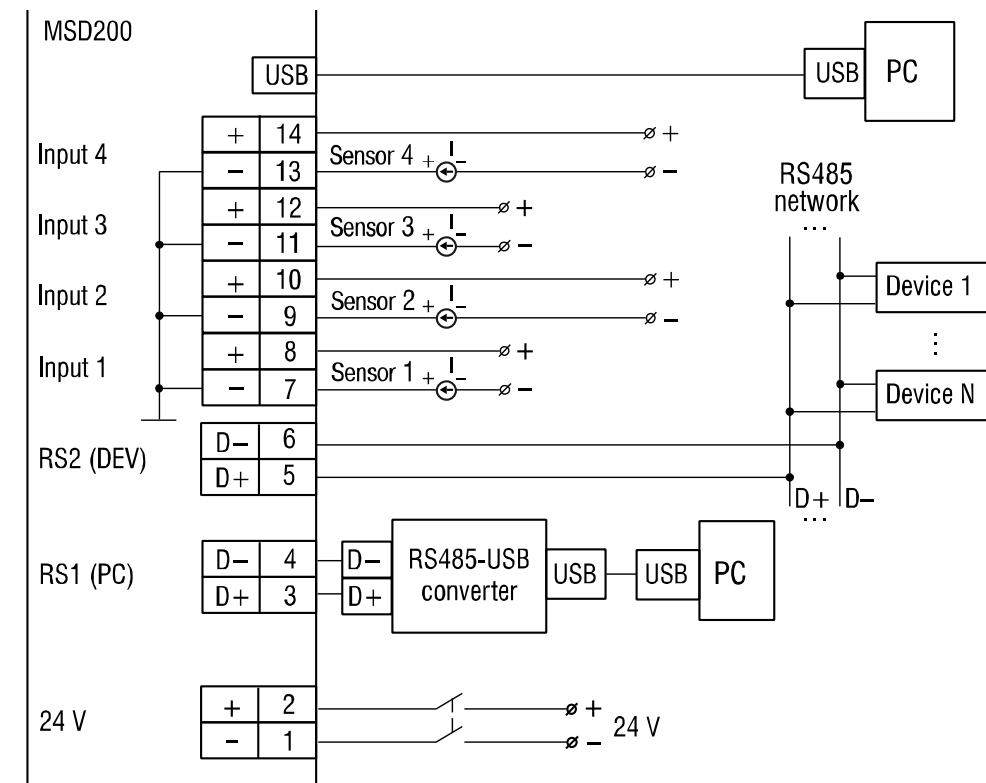 MSD200
USB
USB PC
+ 14 +
Input 4 Sensor 4 + I −
− 13 −
RS485
network
...
+ 12 +
Input 3 Sensor 3 + I −
− 11 −
+ 10 +
Input 2 Sensor 2 + I −
− 9 −
Device 1
⋮
+ 8 +
Input 1 Sensor 1 + I −
− 7 −
Device N
RS2 (DEV)
D− 6
D+ 5
D+ D−
...
RS1 (PC)
D− 4 D−
D+ 3 D+
RS485-USB
converter
USB USB PC
24 V
+ 2 +
− 1 −
24 V